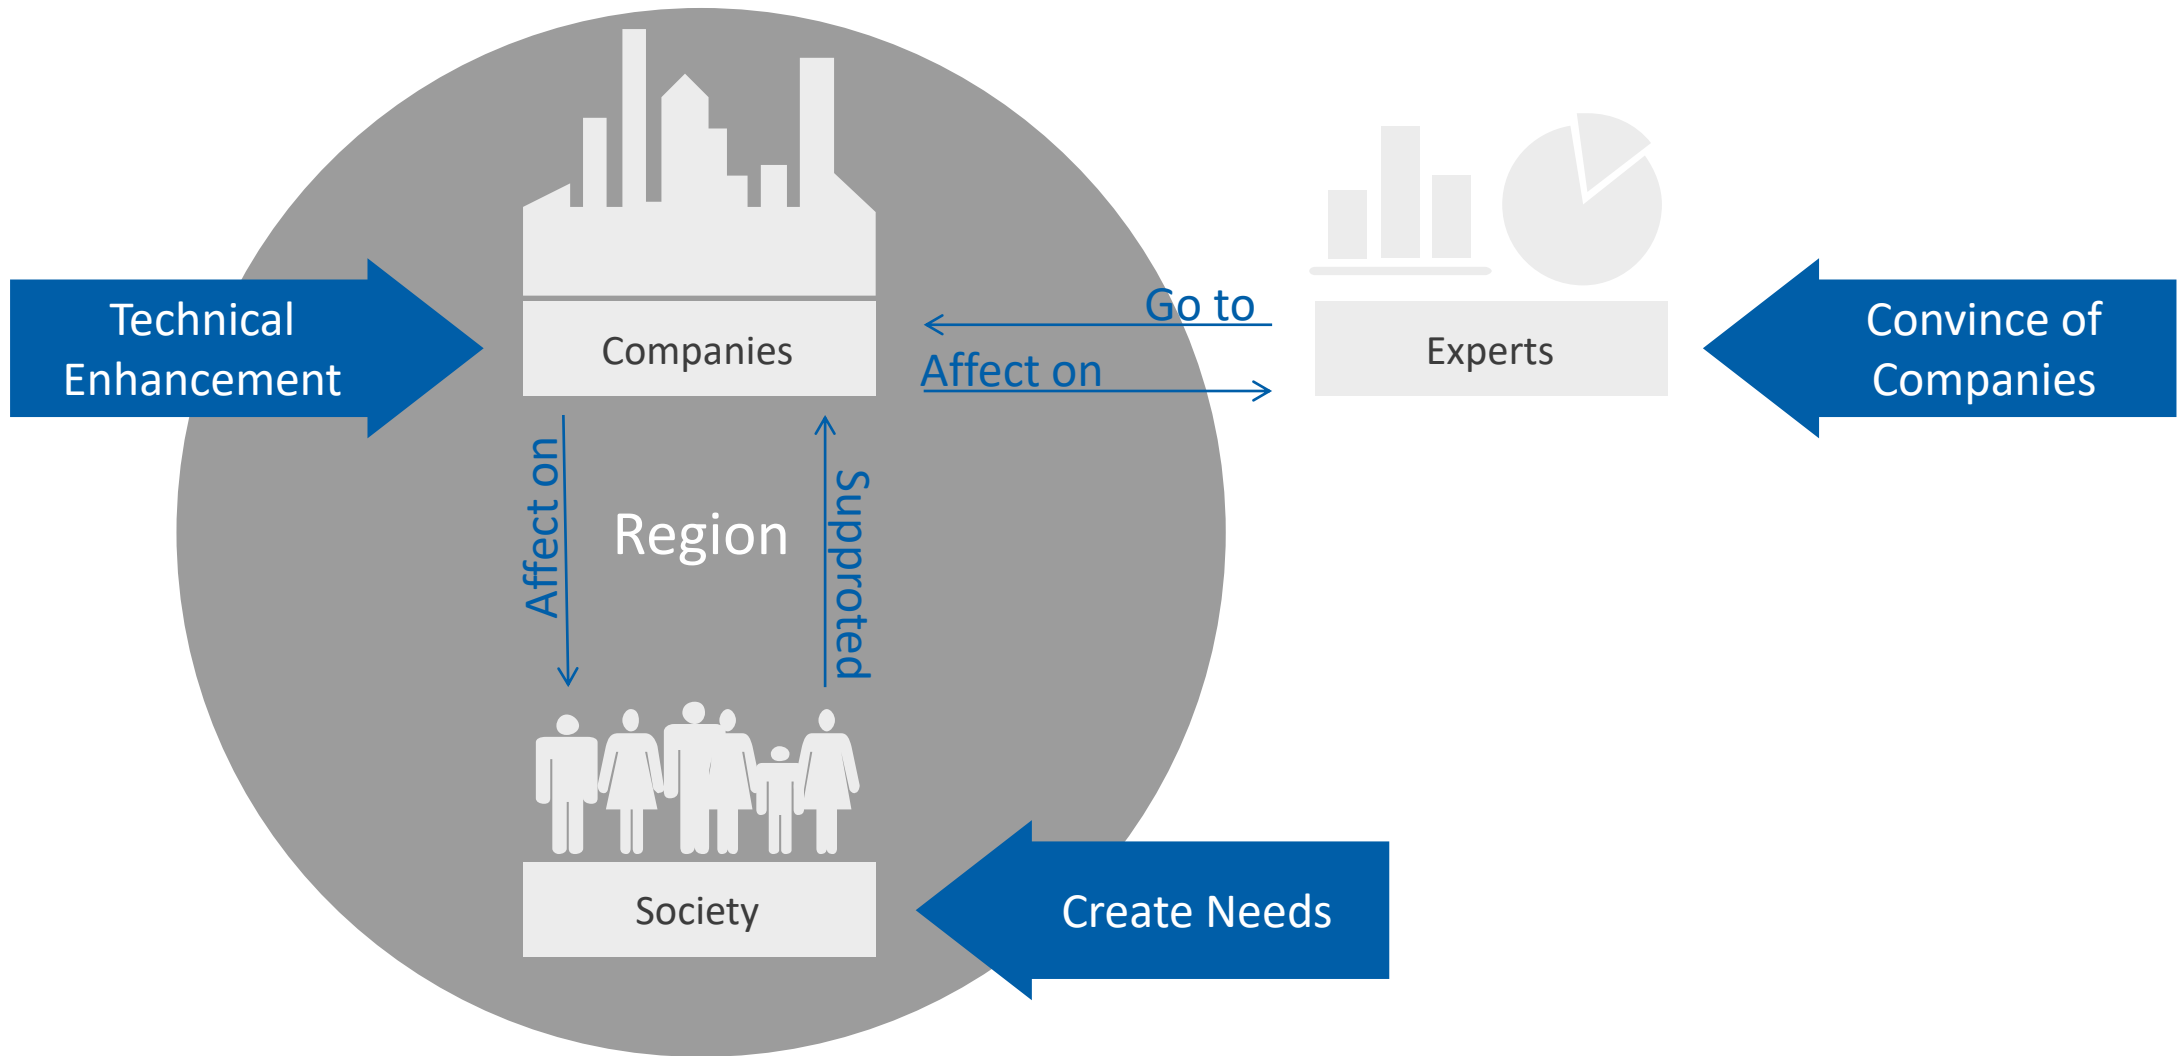 Technical
Enhancement
Companies
Go to
Affect on
Experts
Convince of
Companies
Affect on
Region
Supproted
Society
Create Needs